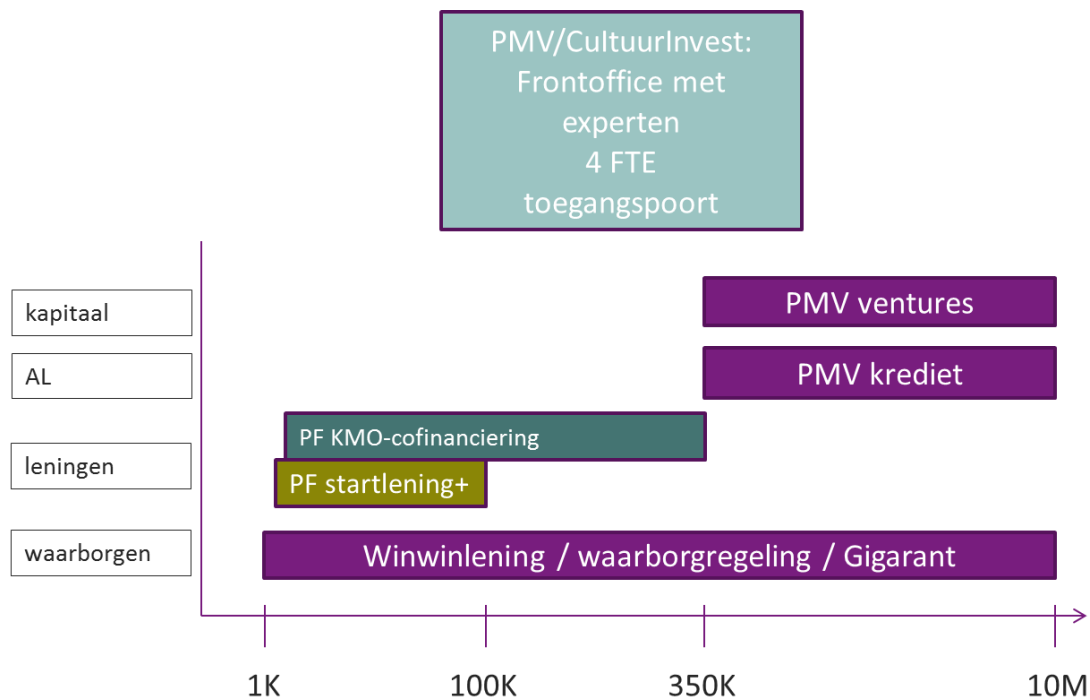 PMV/CultuurInvest:
Frontoffice met
experten
4 FTE
toegangspoort
kapitaal
PMV ventures
AL
PMV krediet
leningen
PF KMO-cofinanciering
PF startlening+
waarborgen
Winwinlening / waarborgregeling / Gigarant
1K
100K
350K
10M